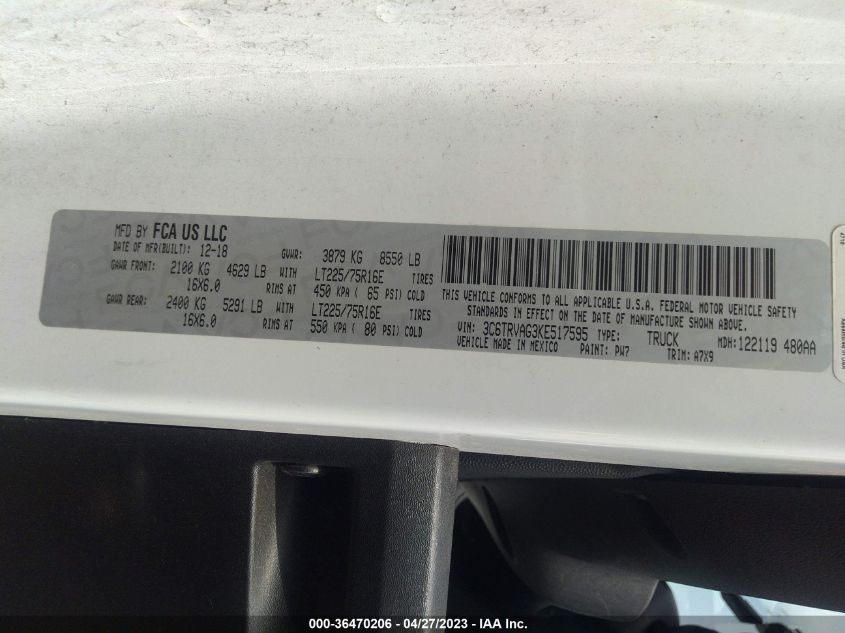 MFD BY FCA US LLC
DATE OF MFR(BUILT): 12-18 GVWR: 3879 KG 8550 LB
GAWR FRONT: 2100 KG 4629 LB WITH LT225/75R16E TIRES
16X6.0 RIMS AT 450 KPA ( 65 PSI) COLD
GAWR REAR: 2400 KG 5291 LB WITH LT225/75R16E TIRES
16X6.0 RIMS AT 550 KPA ( 80 PSI) COLD
THIS VEHICLE CONFORMS TO ALL APPLICABLE U.S.A. FEDERAL MOTOR VEHICLE SAFETY
STANDARDS IN EFFECT ON THE DATE OF MANUFACTURE SHOWN ABOVE.
VIN: 3C6TRVAG3KE517595 TYPE: TRUCK MDH:122119 480AA
VEHICLE MADE IN MEXICO PAINT: PW7 TRIM: A7X9
000-36470206 - 04/27/2023 - IAA Inc.